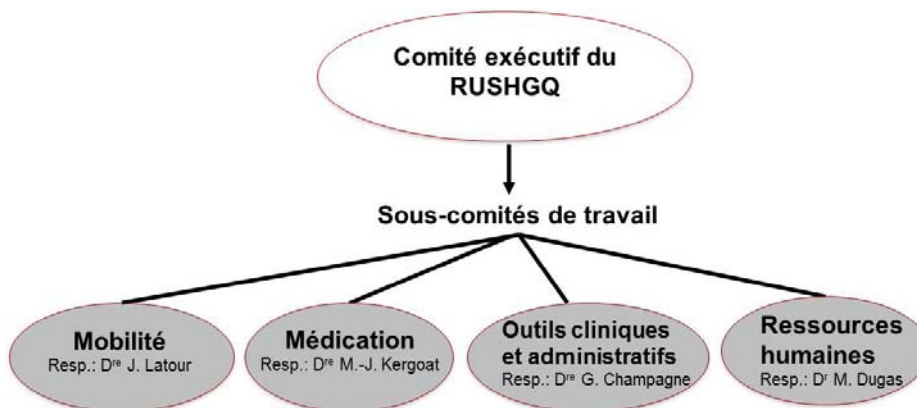 Comité exécutif du
RUSHGQ
Sous-comités de travail
Mobilité
Resp.: Dre J. Latour
Médication
Resp.: Dre M.-J. Kergoat
Outils cliniques
et administratifs
Resp.: Dre G. Champagne
Ressources
humaines
Resp.: Dr M. Dugas